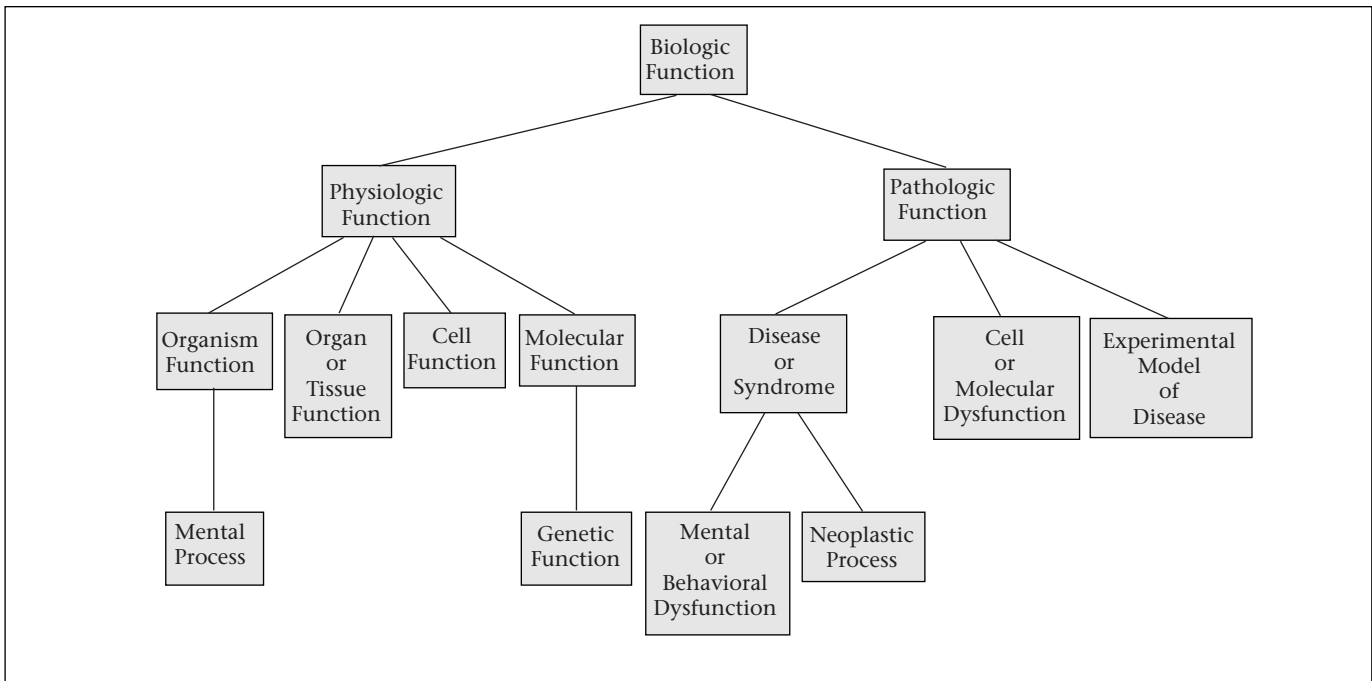 Biologic
Function
Physiologic
Function
Pathologic
Function
Organism
Function
Organ
or
Tissue
Function
Cell
Function
Molecular
Function
Disease
or
Syndrome
Cell
or
Molecular
Dysfunction
Experimental
Model
of
Disease
Mental
Process
Genetic
Function
Mental
or
Behavioral
Dysfunction
Neoplastic
Process